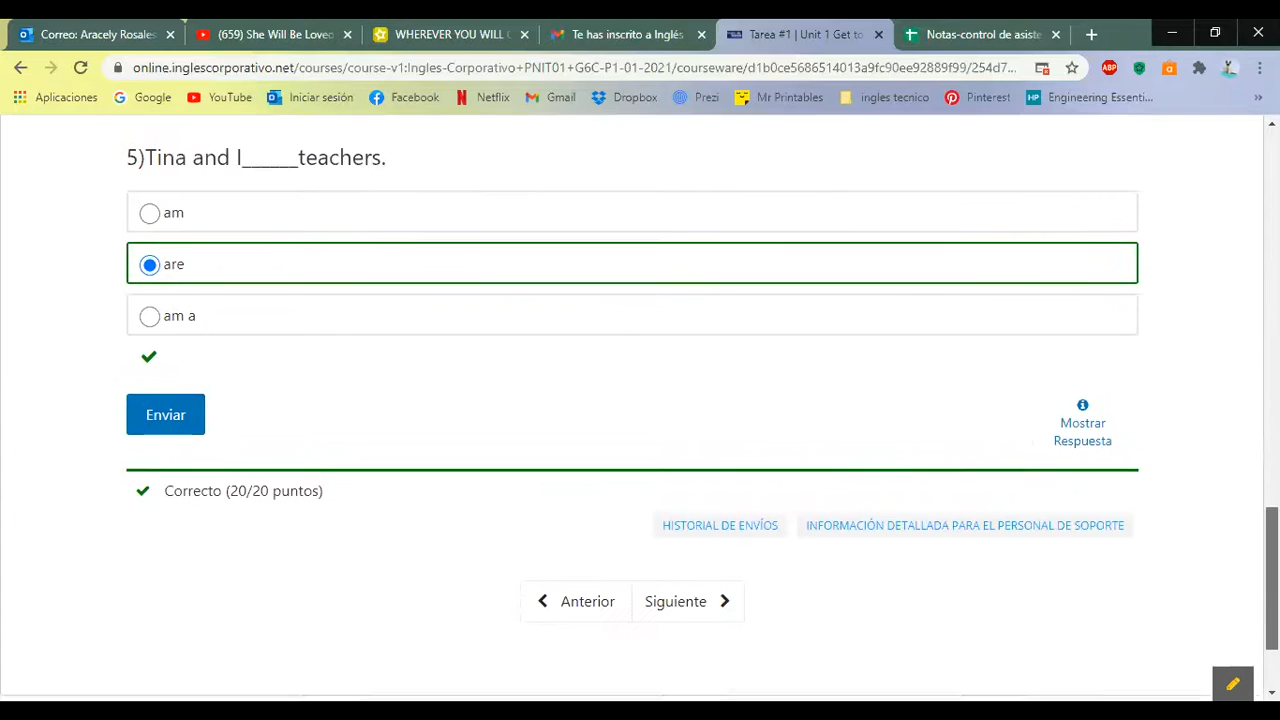 Correo: Aracely Rosales
(659) She Will Be Loved
WHEREVER YOU WILL G
Te has inscrito a Inglés
Tarea #1 | Unit 1 Get to
Notas-control de asiste
online.inglescorporativo.net/courses/course-v1:Ingles-Corporativo+PNIT01+G6C-P1-01-2021/courseware/d1b0ce5686514013a9fc90ee92889f99/254d7...
Aplicaciones
Google
YouTube
Iniciar sesión
Facebook
Netflix
Gmail
Dropbox
Prezi
Mr Printables
ingles tecnico
Pinterest
Engineering Essenti...
5)Tina and I______teachers.
am
are
am a
Enviar
Mostrar
Respuesta
Correcto (20/20 puntos)
HISTORIAL DE ENVÍOS
INFORMACIÓN DETALLADA PARA EL PERSONAL DE SOPORTE
Anterior
Siguiente